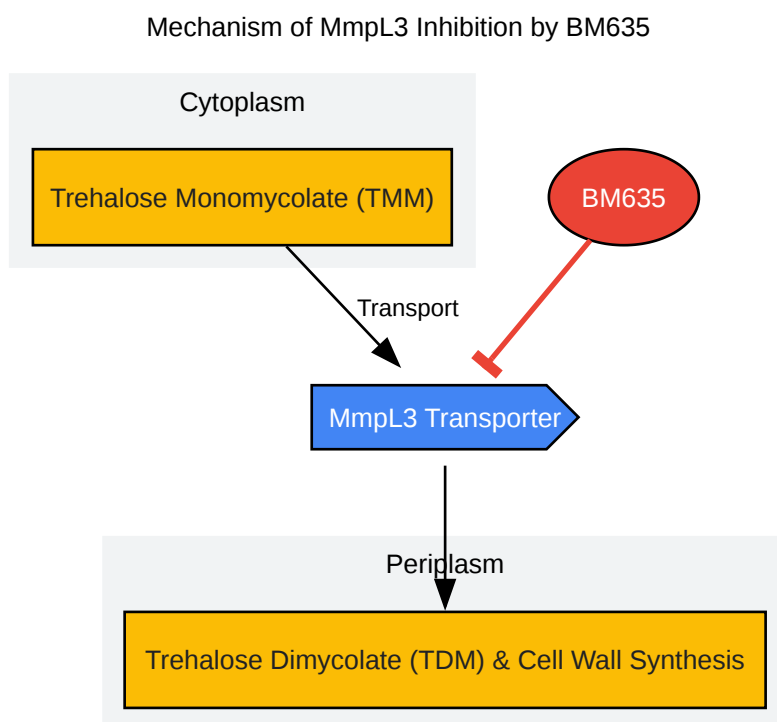 Mechanism of MmpL3 Inhibition by BM635
Cytoplasm
Trehalose Monomycolate (TMM)
BM635
Transport
MmpL3 Transporter
Periplasm
Trehalose Dimycolate (TDM) & Cell Wall Synthesis